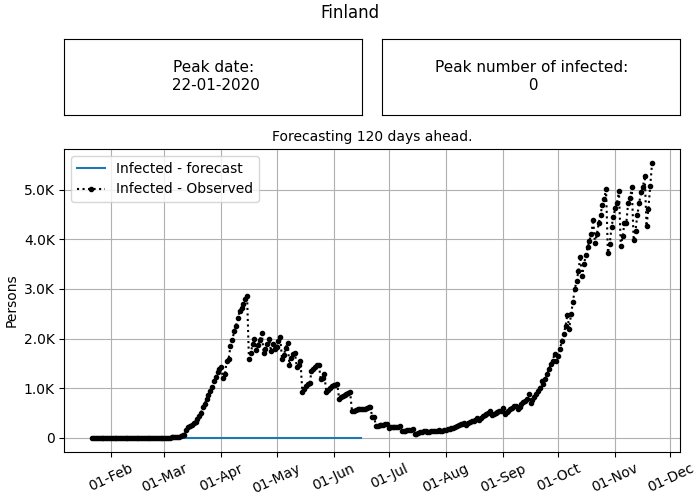 Finland
Peak date:
22-01-2020
Peak number of infected:
0
Forecasting 120 days ahead.
Infected - forecast
Infected - Observed
Persons
5.0K
4.0K
3.0K
2.0K
1.0K
0
01-Feb
01-Mar
01-Apr
01-May
01-Jun
01-Jul
01-Aug
01-Sep
01-Oct
01-Nov
01-Dec